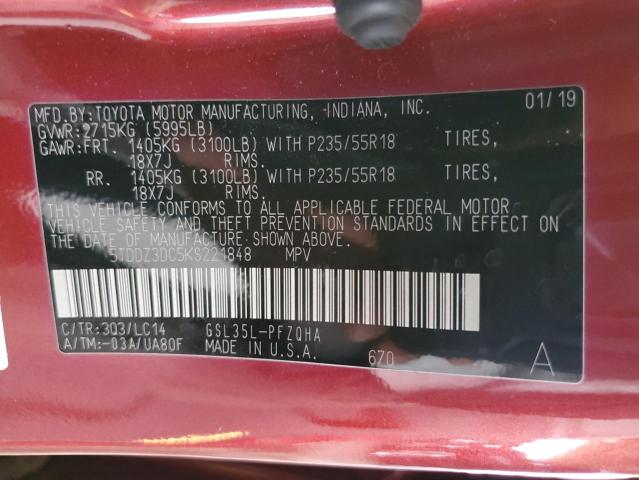 MFD.BY:TOYOTA MOTOR MANUFACTURING, INDIANA, INC. 01/19
GVWR:2715KG (5995LB)
GAWR:FRT. 1405KG (3100LB) WITH P235/55R18 TIRES,
18X7J RIMS.
RR. 1405KG (3100LB) WITH P235/55R18 TIRES,
18X7J RIMS.
THIS VEHICLE CONFORMS TO ALL APPLICABLE FEDERAL MOTOR
VEHICLE SAFETY AND THEFT PREVENTION STANDARDS IN EFFECT ON
THE DATE OF MANUFACTURE SHOWN ABOVE.
5TDDZ3DC5KS221848 MPV
C/TR:3Q3/LC14 GSL35L-PFZQHA
A/TM:-03A/UA80F MADE IN U.S.A. 670 A